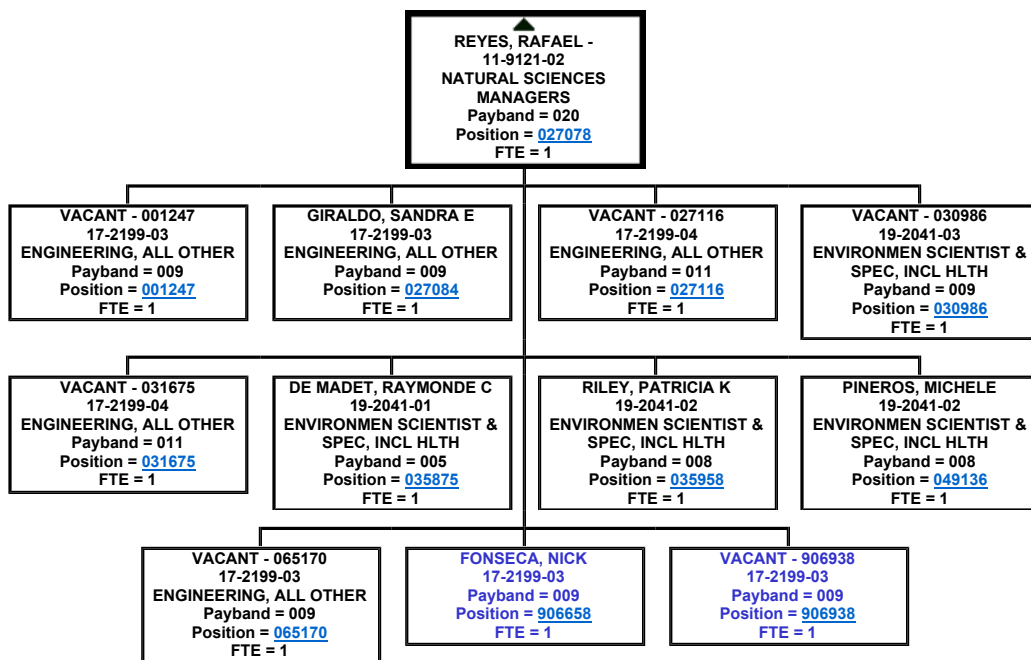 REYES, RAFAEL -
11-9121-02
NATURAL SCIENCES
MANAGERS
Payband = 020
Position = 027078
FTE = 1
VACANT - 001247
17-2199-03
ENGINEERING, ALL OTHER
Payband = 009
Position = 001247
FTE = 1
GIRALDO, SANDRA E
17-2199-03
ENGINEERING, ALL OTHER
Payband = 009
Position = 027084
FTE = 1
VACANT - 027116
17-2199-04
ENGINEERING, ALL OTHER
Payband = 011
Position = 027116
FTE = 1
VACANT - 030986
19-2041-03
ENVIRONMEN SCIENTIST &
SPEC, INCL HLTH
Payband = 009
Position = 030986
FTE = 1
VACANT - 031675
17-2199-04
ENGINEERING, ALL OTHER
Payband = 011
Position = 031675
FTE = 1
DE MADET, RAYMONDE C
19-2041-01
ENVIRONMEN SCIENTIST &
SPEC, INCL HLTH
Payband = 005
Position = 035875
FTE = 1
RILEY, PATRICIA K
19-2041-02
ENVIRONMEN SCIENTIST &
SPEC, INCL HLTH
Payband = 008
Position = 035958
FTE = 1
PINEROS, MICHELE
19-2041-02
ENVIRONMEN SCIENTIST &
SPEC, INCL HLTH
Payband = 008
Position = 049136
FTE = 1
VACANT - 065170
17-2199-03
ENGINEERING, ALL OTHER
Payband = 009
Position = 065170
FTE = 1
FONSECA, NICK
17-2199-03
Payband = 009
Position = 906658
FTE = 1
VACANT - 906938
17-2199-03
Payband = 009
Position = 906938
FTE = 1